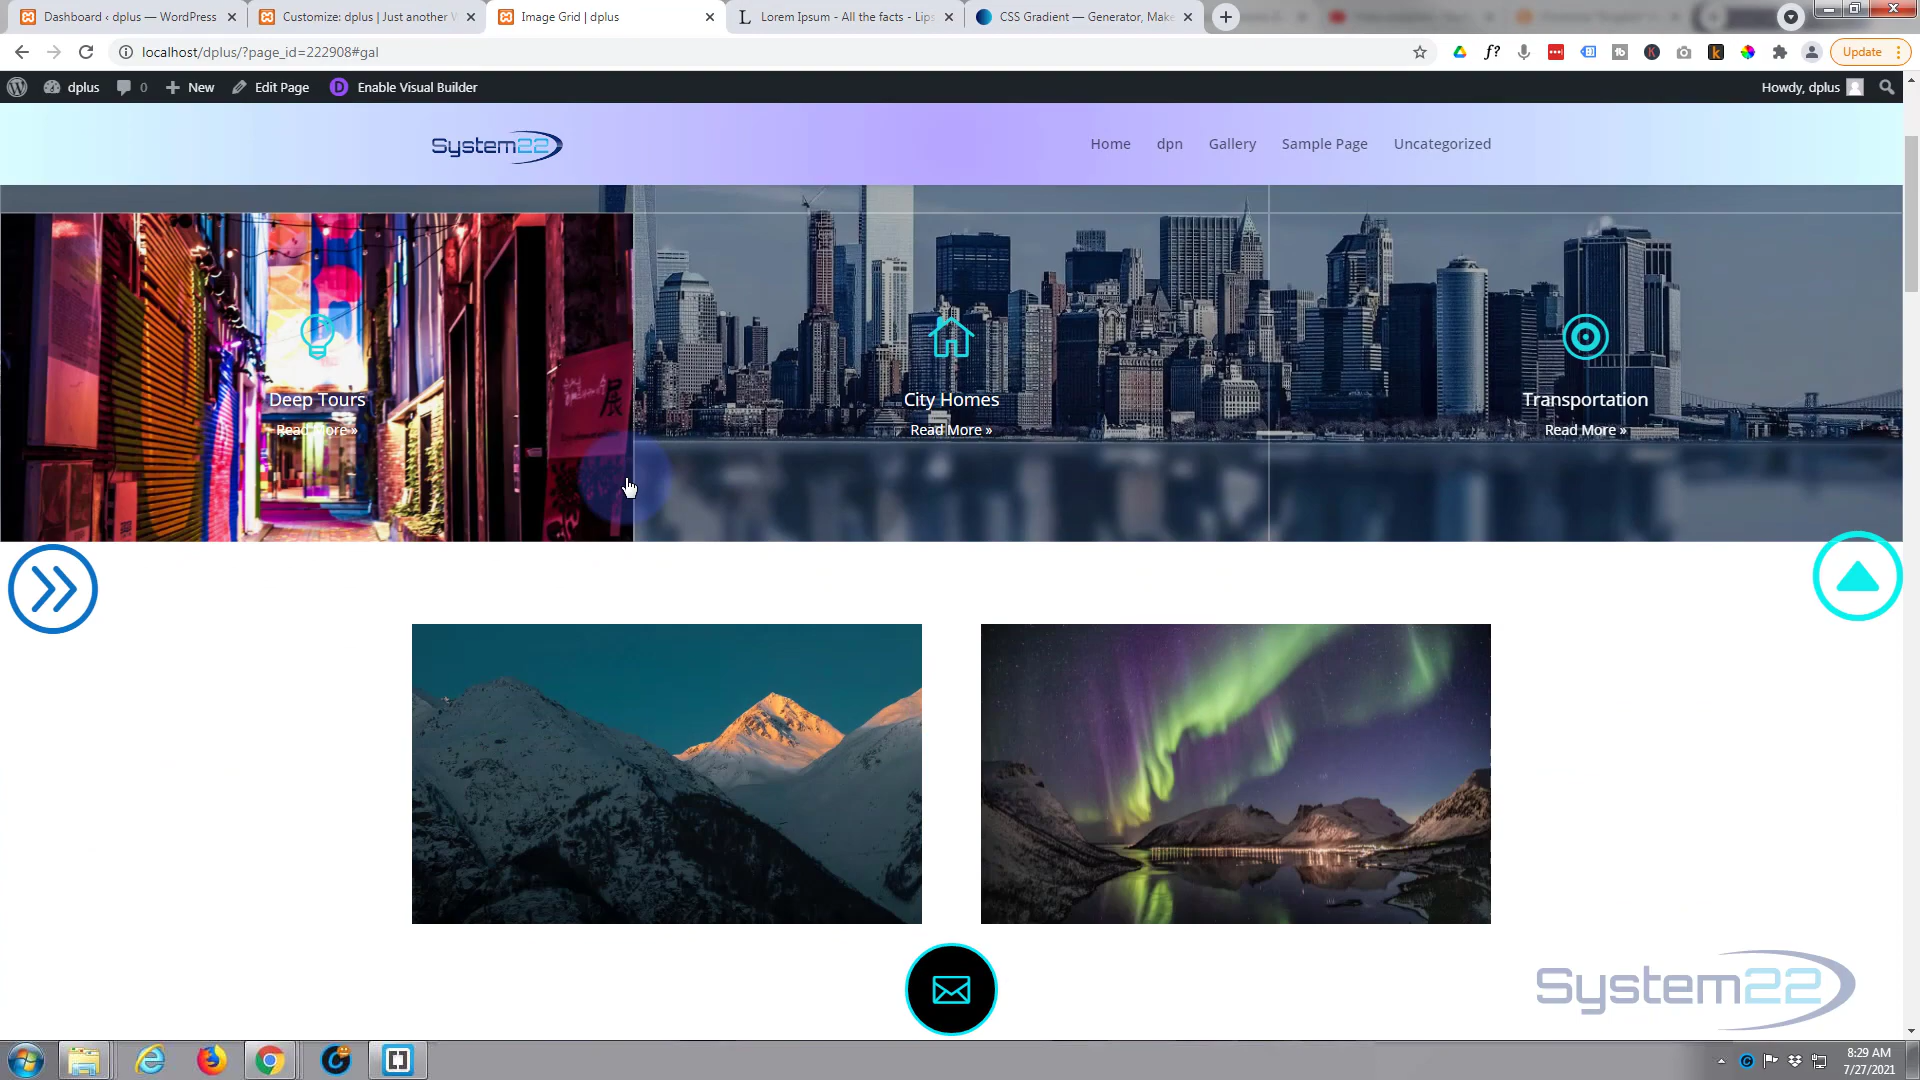 Dashboard ‹ dplus — WordPress
Customize: dplus | Just another W
Image Grid | dplus
Lorem Ipsum - All the facts - Lips
CSS Gradient — Generator, Make
localhost/dplus/?page_id=222908#gal
Update
dplus
0
New
Edit Page
Enable Visual Builder
Howdy, dplus
System22
Home
dpn
Gallery
Sample Page
Uncategorized
Deep Tours
Read More »
City Homes
Read More »
Transportation
Read More »
System22
8:29 AM
7/27/2021